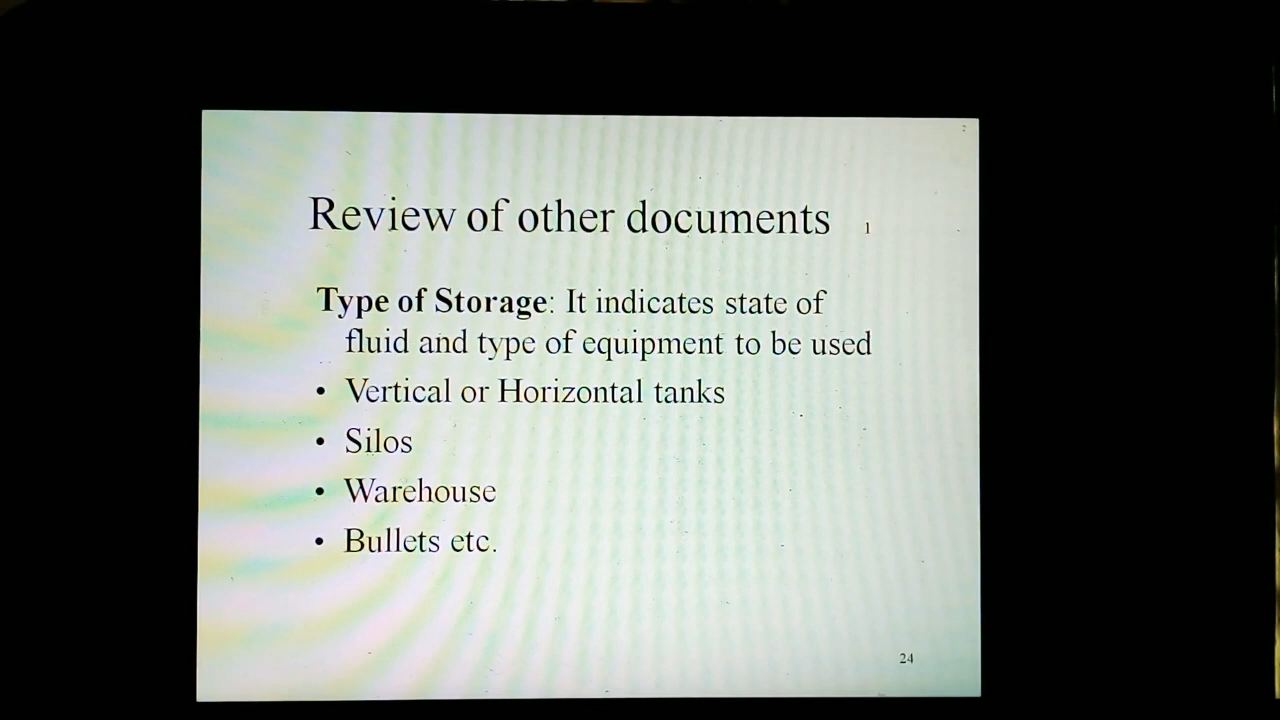 Review of other documents 1
Type of Storage: It indicates state of
fluid and type of equipment to be used
• Vertical or Horizontal tanks
• Silos
• Warehouse
• Bullets etc.
24